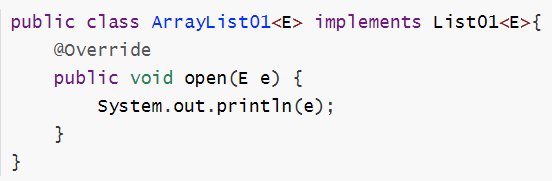 public class ArrayList01<E> implements List01<E>{
    @Override
    public void open(E e) {
        System.out.println(e);
    }
}